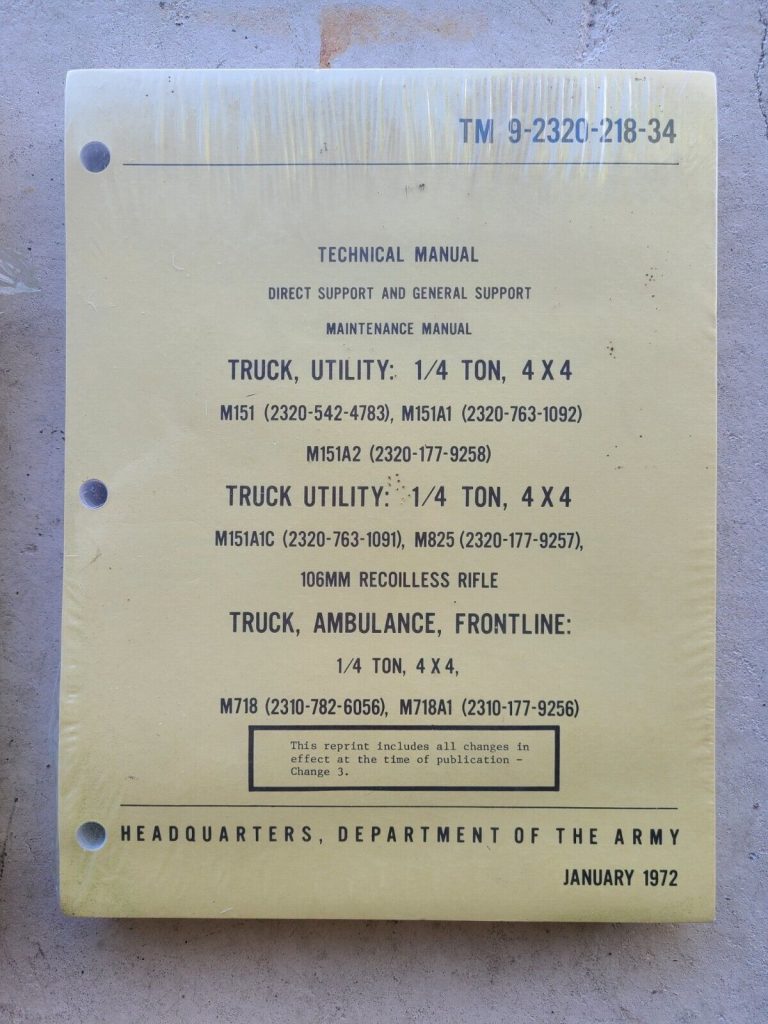 TM 9-2320-218-34
TECHNICAL MANUAL
DIRECT SUPPORT AND GENERAL SUPPORT
MAINTENANCE MANUAL
TRUCK, UTILITY: 1/4 TON, 4 X 4
M151 (2320-542-4783), M151A1 (2320-763-1092)
M151A2 (2320-177-9258)
TRUCK UTILITY: 1/4 TON, 4 X 4
M151A1C (2320-763-1091), M825 (2320-177-9257),
106MM RECOILLESS RIFLE
TRUCK, AMBULANCE, FRONTLINE:
1/4 TON, 4 X 4,
M718 (2310-782-6056), M718A1 (2310-177-9256)
This reprint includes all changes in
effect at the time of publication -
Change 3.
HEADQUARTERS, DEPARTMENT OF THE ARMY
JANUARY 1972